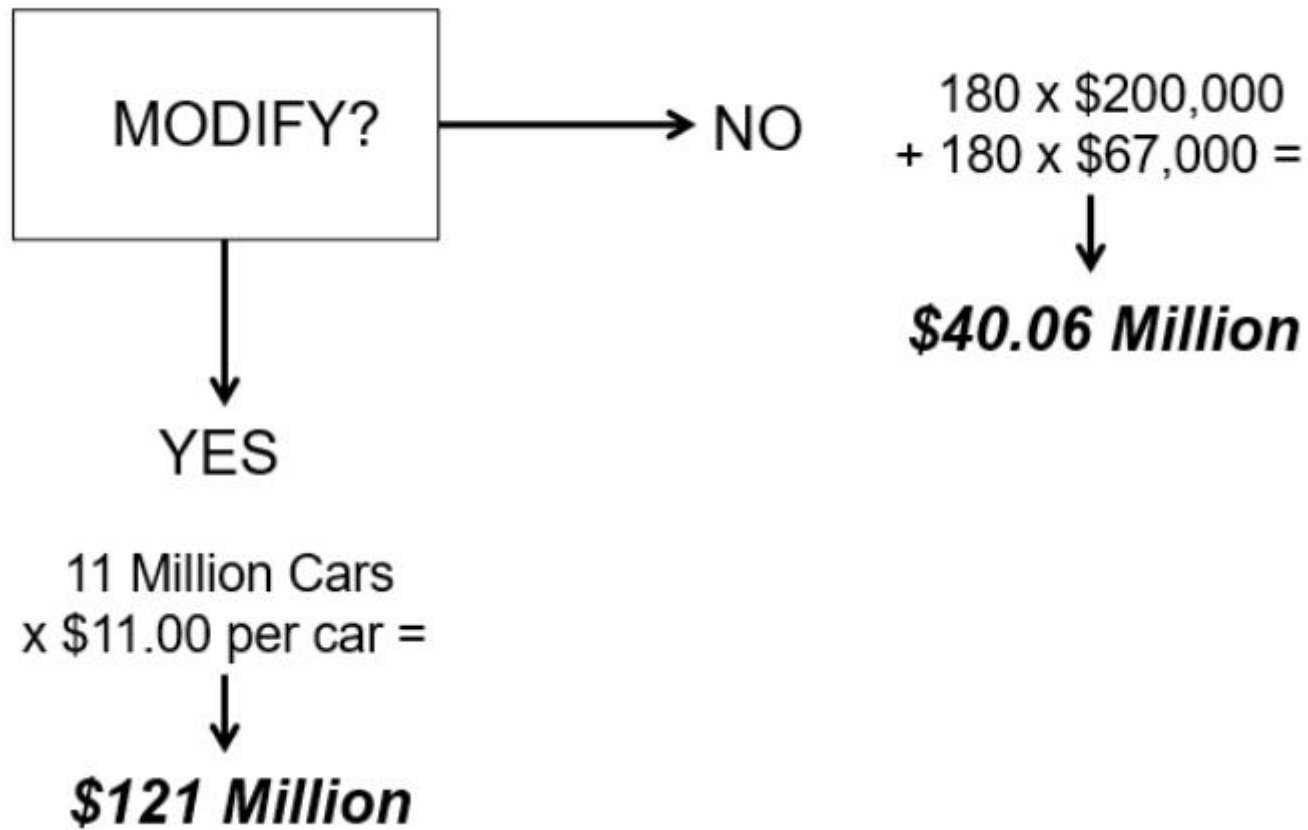 MODIFY?
NO
180 x $200,000
+ 180 x $67,000 =
$40.06 Million
YES
11 Million Cars
x $11.00 per car =
$121 Million